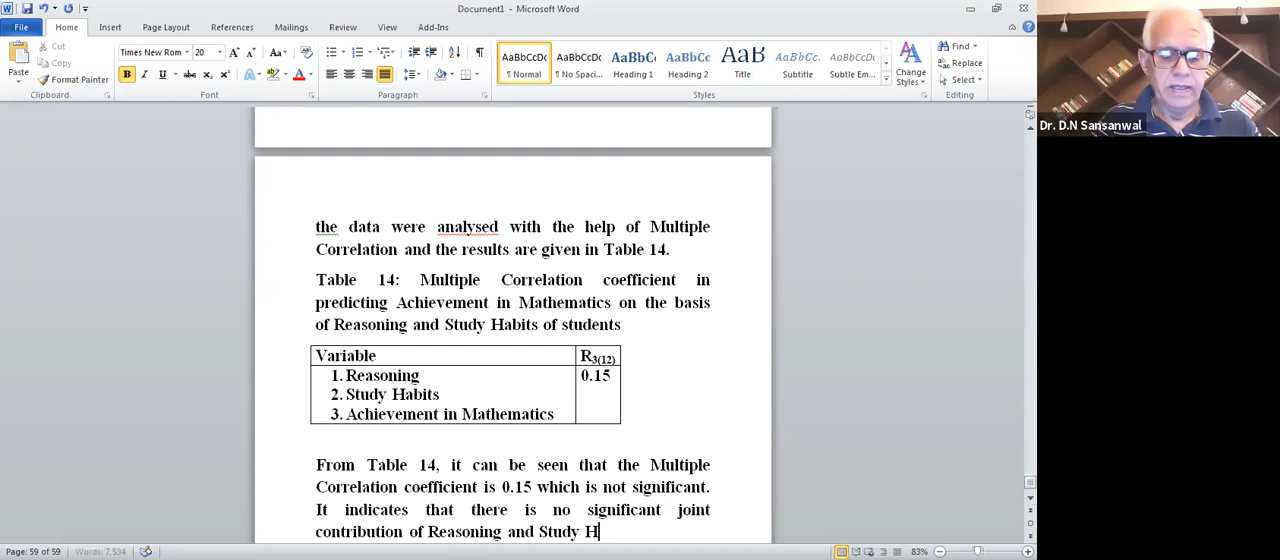 Document1 - Microsoft Word
File Home Insert Page Layout References Mailings Review View Add-Ins
Cut
Copy
Format Painter
Paste
Times New Rom 20
Clipboard Font Paragraph Styles Editing
AaBbCcDc AaBbCcDc AaBbC AaBbCc AaB AaBbCc. AaBbCcDc
¶ Normal ¶ No Spaci... Heading 1 Heading 2 Title Subtitle Subtle Em...
Change Styles
Find
Replace
Select
Dr. D.N Sansanwal
the data were analysed with the help of Multiple
Correlation and the results are given in Table 14.
Table 14: Multiple Correlation coefficient in
predicting Achievement in Mathematics on the basis
of Reasoning and Study Habits of students
Variable R3(12)
1. Reasoning 0.15
2. Study Habits
3. Achievement in Mathematics
From Table 14, it can be seen that the Multiple
Correlation coefficient is 0.15 which is not significant.
It indicates that there is no significant joint
contribution of Reasoning and Study H
Page: 59 of 59 Words: 7,534 83%